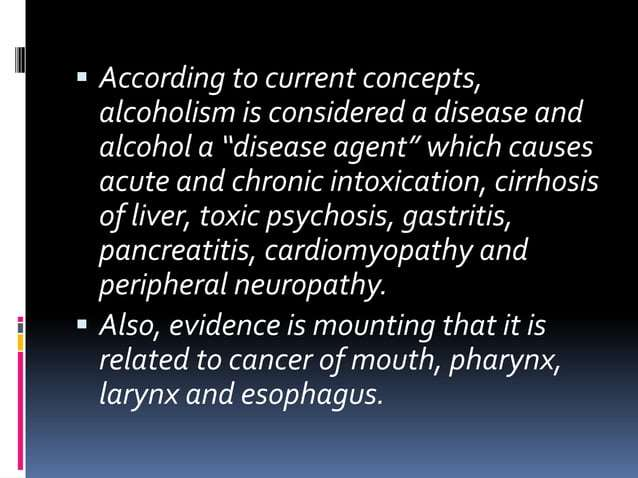 ▪ According to current concepts,
alcoholism is considered a disease and
alcohol a “disease agent” which causes
acute and chronic intoxication, cirrhosis
of liver, toxic psychosis, gastritis,
pancreatitis, cardiomyopathy and
peripheral neuropathy.
▪ Also, evidence is mounting that it is
related to cancer of mouth, pharynx,
larynx and esophagus.